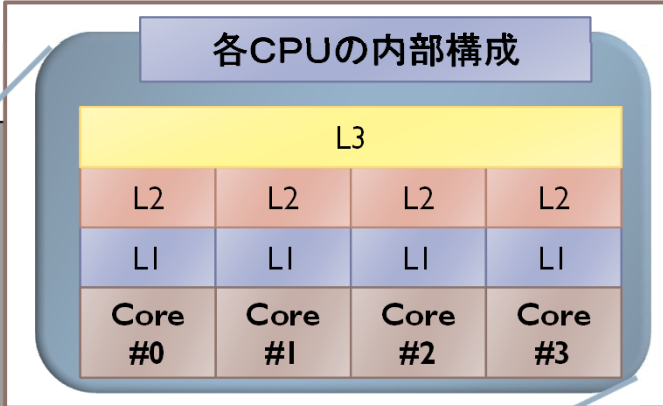 各CPUの内部構成
L3
L2 L2 L2 L2
L1 L1 L1 L1
Core Core Core Core
#0 #1 #2 #3